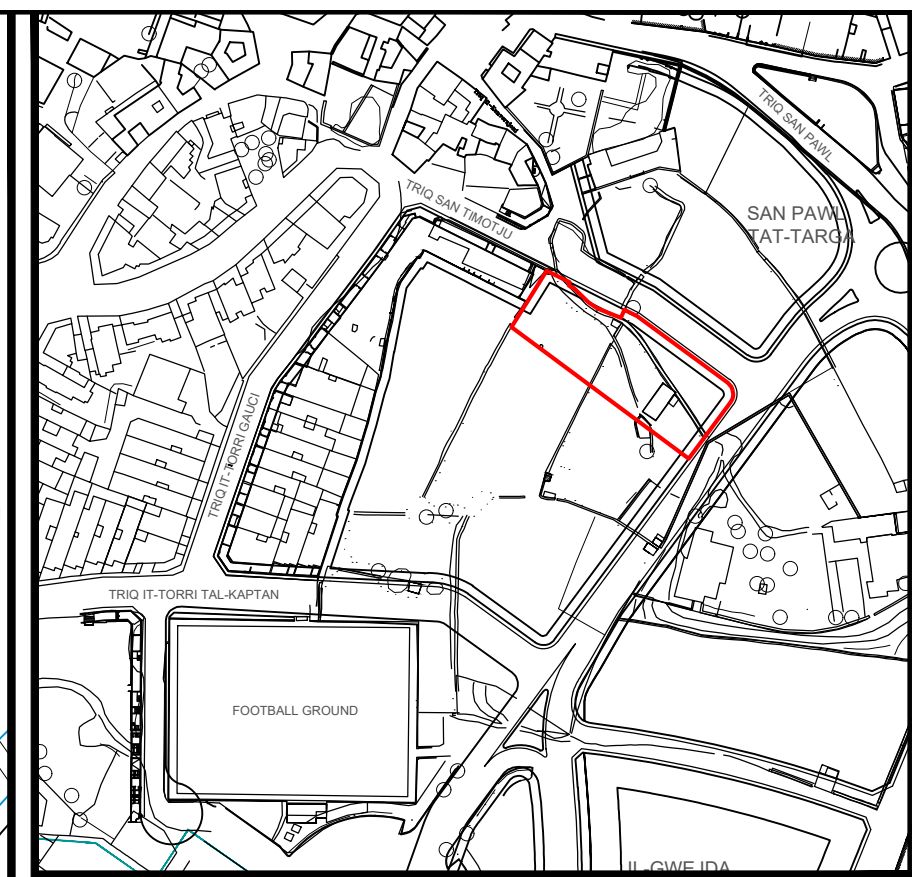 TRIQ SAN PAWL
TRIQ SAN TIMOTJU
SAN PAWL
TAT-TARGA
TRIQ IT-TORRI GAUCI
TRIQ IT-TORRI TAL-KAPTAN
FOOTBALL GROUND